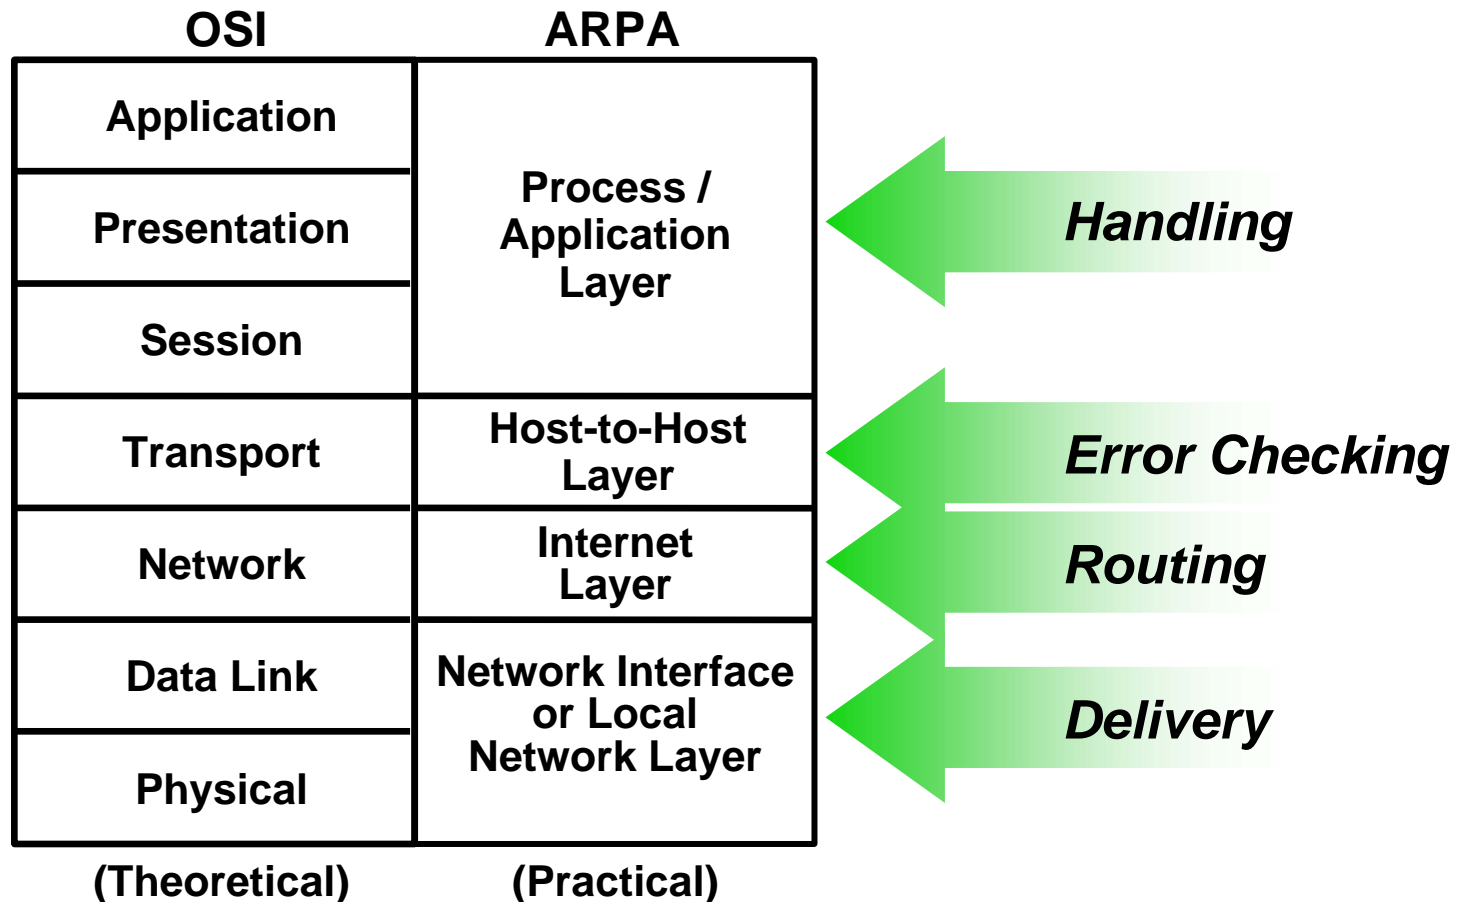 OSI
ARPA
Application
Presentation
Session
Process /
Application
Layer
Handling
Transport
Host-to-Host
Layer
Error Checking
Network
Internet
Layer
Routing
Data Link
Physical
Network Interface
or Local
Network Layer
Delivery
(Theoretical)
(Practical)